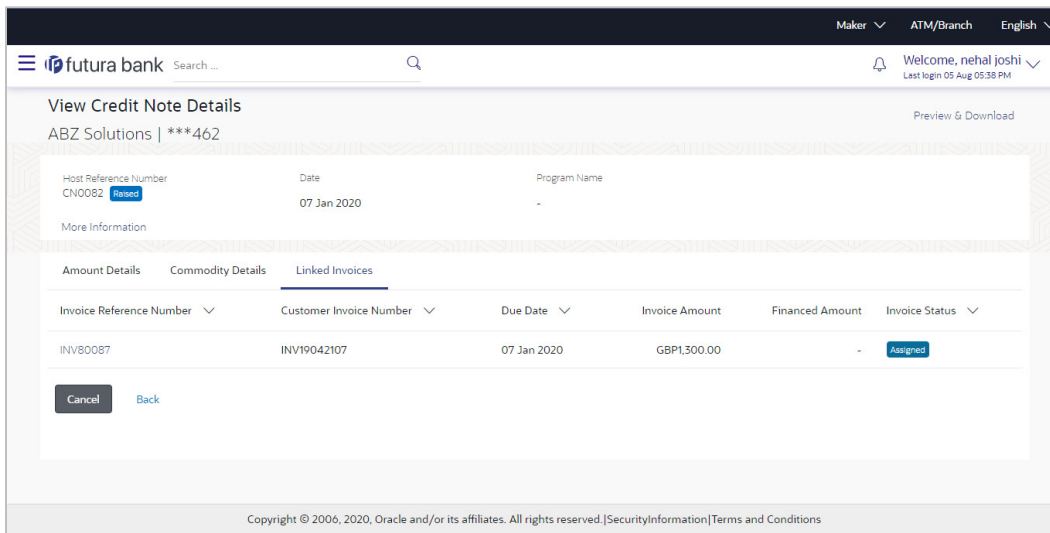 Maker ATM/Branch English
futura bank Search ... Welcome, nehal joshi
Last login 05 Aug 05:38 PM
View Credit Note Details
Preview & Download
ABZ Solutions | ***462
Host Reference Number Date Program Name
CN0082 Raised
07 Jan 2020 -
More Information
Amount Details Commodity Details Linked Invoices
Invoice Reference Number Customer Invoice Number Due Date Invoice Amount Financed Amount Invoice Status
INV80087 INV19042107 07 Jan 2020 GBP1,300.00 - Assigned
Cancel Back
Copyright © 2006, 2020, Oracle and/or its affiliates. All rights reserved.|SecurityInformation|Terms and Conditions